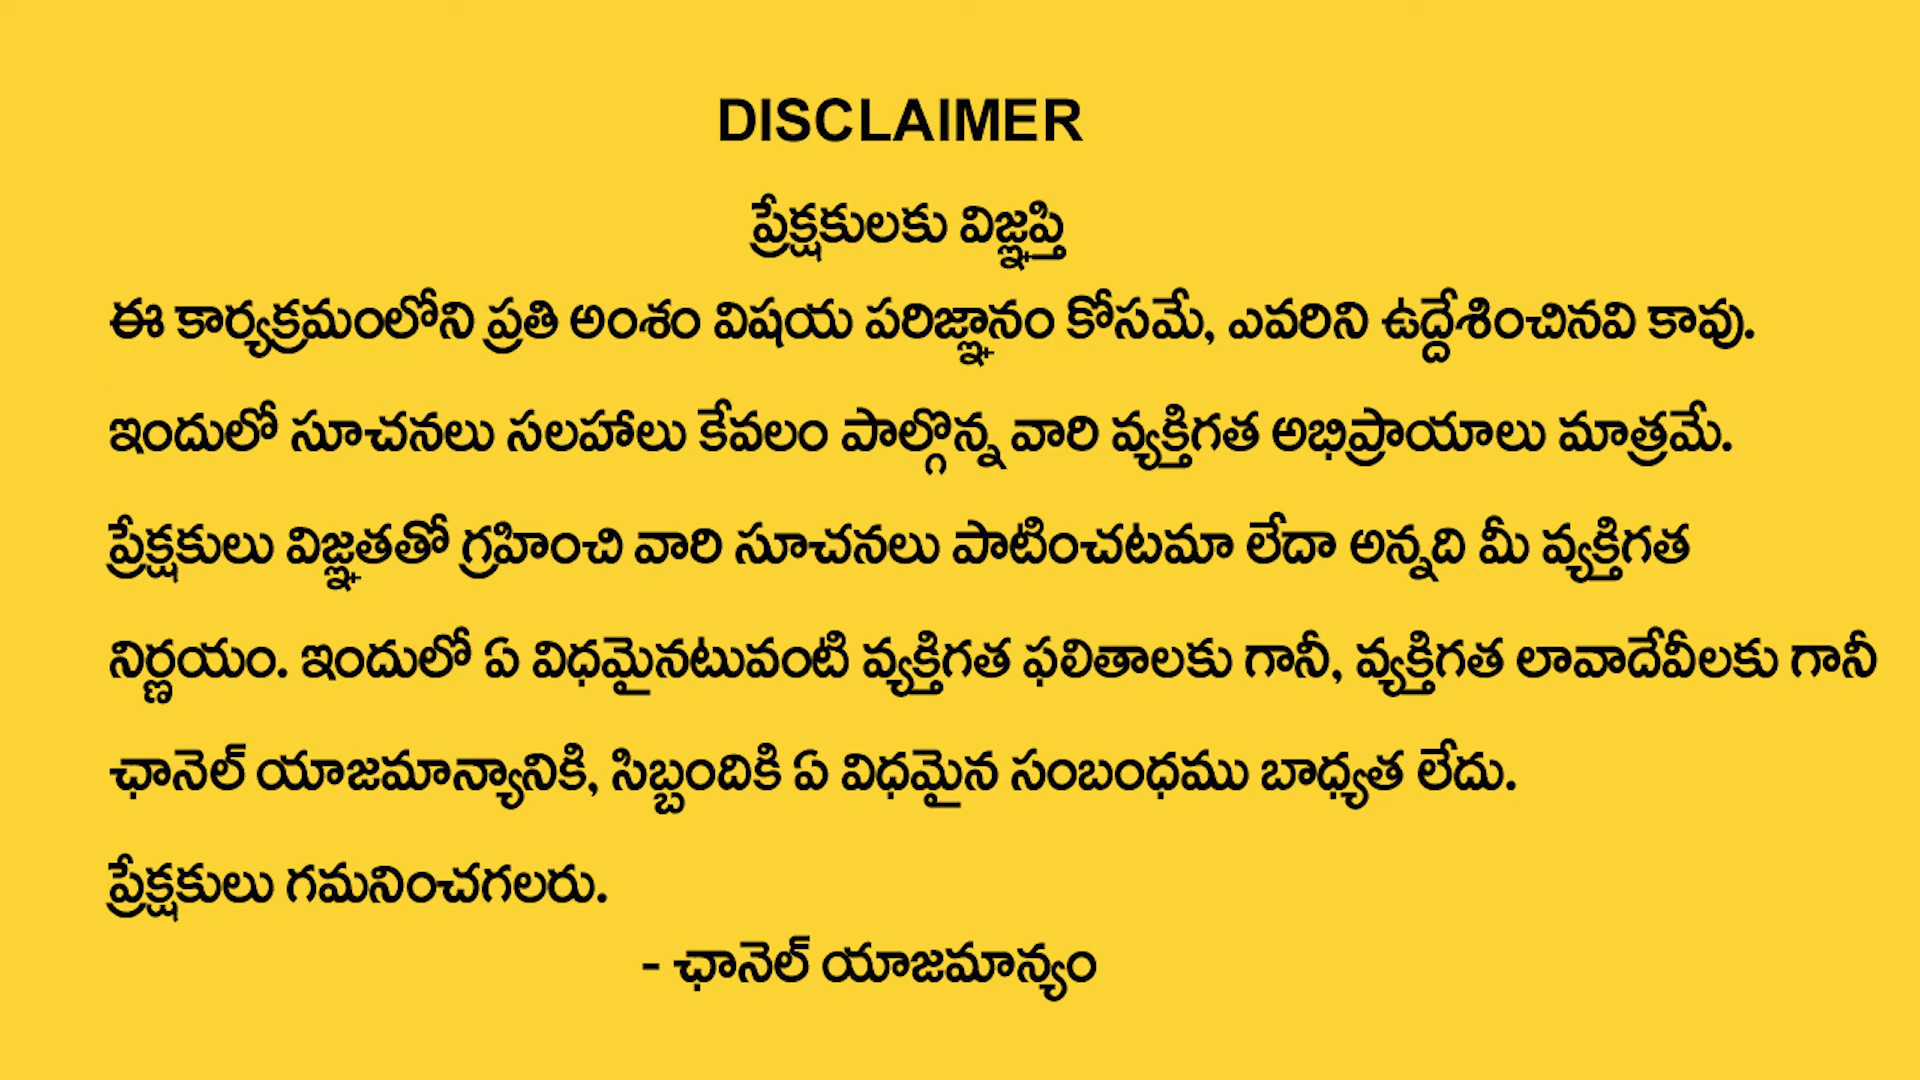 DISCLAIMER
ప్రేక్షకులకు విజ్ఞప్తి
ఈ కార్యక్రమంలోని ప్రతి అంశం విషయ పరిజ్ఞానం కోసమే, ఎవరిని ఉద్దేశించినవి కావు.
ఇందులో సూచనలు సలహాలు కేవలం పాల్గొన్న వారి వ్యక్తిగత అభిప్రాయాలు మాత్రమే.
ప్రేక్షకులు విజ్ఞతతో గ్రహించి వారి సూచనలు పాటించటమా లేదా అన్నది మీ వ్యక్తిగత
నిర్ణయం. ఇందులో ఏ విధమైనటువంటి వ్యక్తిగత ఫలితాలకు గానీ, వ్యక్తిగత లావాదేవీలకు గానీ
ఛానెల్ యాజమాన్యానికి, సిబ్బందికి ఏ విధమైన సంబంధము బాధ్యత లేదు.
ప్రేక్షకులు గమనించగలరు.
- ఛానెల్ యాజమాన్యం